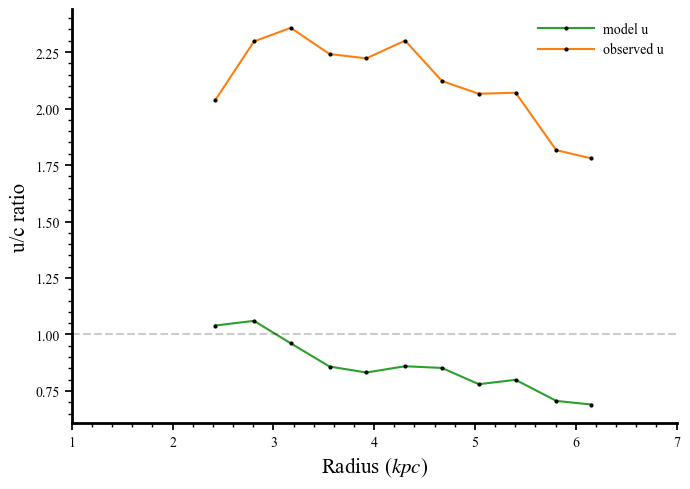 model u
observed u
2.25
2.00
1.75
1.50
1.25
1.00
0.75
u/c ratio
1 2 3 4 5 6 7
Radius (kpc)